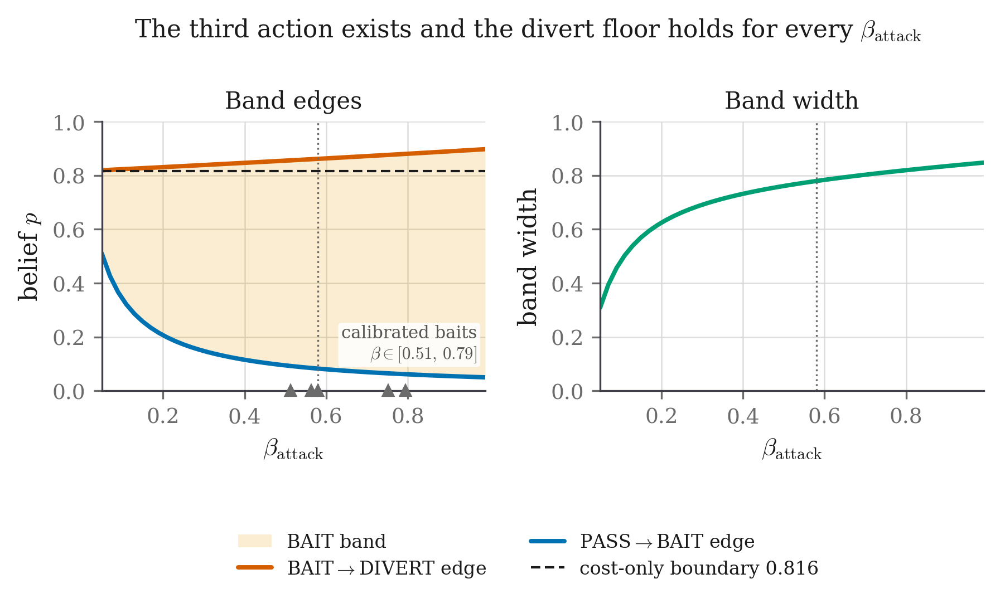 The third action exists and the divert floor holds for every β_attack
Band edges
1.0
0.8
0.6
0.4
0.2
0.0
belief p
calibrated baits
β ∈ [0.51, 0.79]
0.2 0.4 0.6 0.8
β_attack
Band width
1.0
0.8
0.6
0.4
0.2
0.0
band width
0.2 0.4 0.6 0.8
β_attack
BAIT band
BAIT → DIVERT edge
PASS → BAIT edge
cost-only boundary 0.816